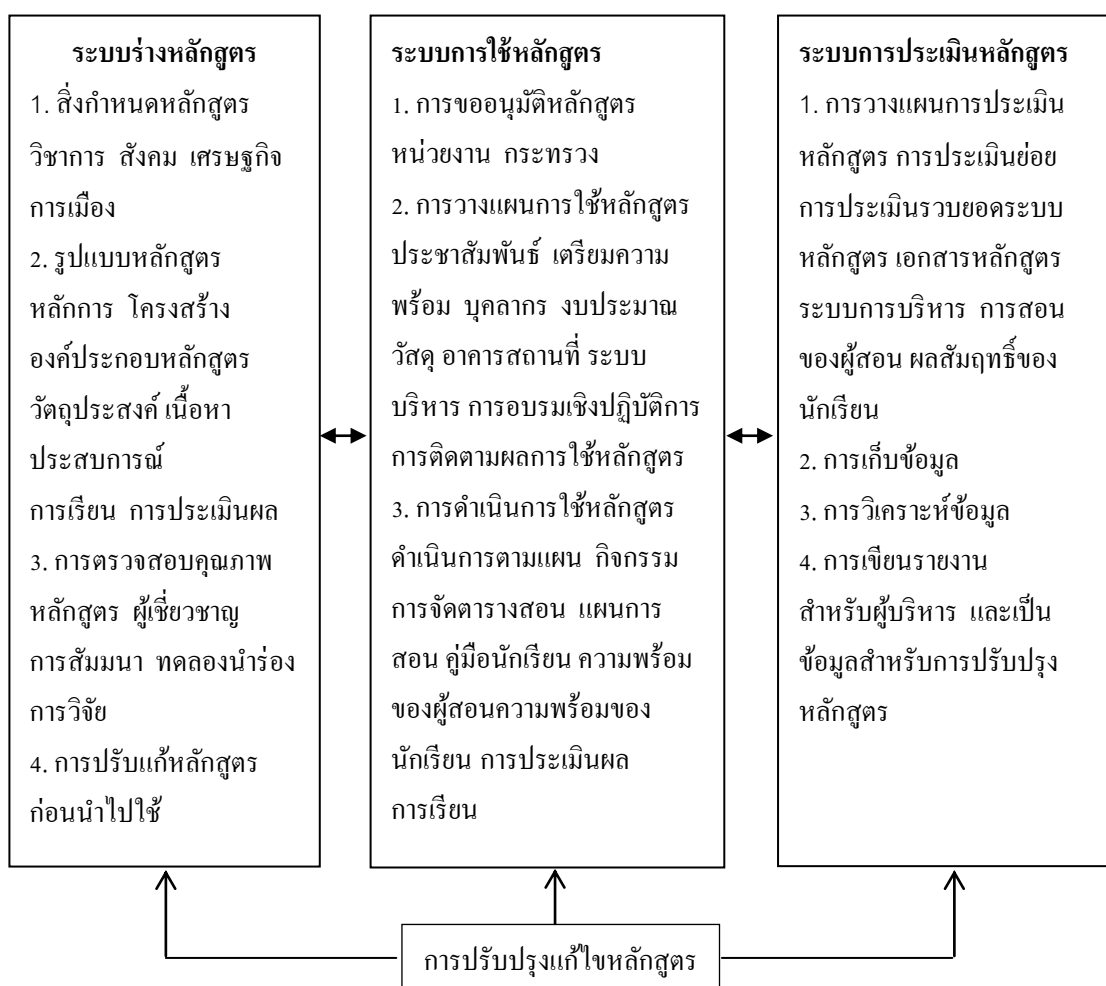 ระบบร่างหลักสูตร
1. สิ่งกำหนดหลักสูตร
วิชาการ สังคม เศรษฐกิจ
การเมือง
2. รูปแบบหลักสูตร
หลักการ โครงสร้าง
องค์ประกอบหลักสูตร
วัตถุประสงค์ เนื้อหา
ประสบการณ์
การเรียน การประเมินผล
3. การตรวจสอบคุณภาพ
หลักสูตร ผู้เชี่ยวชาญ
การสัมมนา ทดลองนำร่อง
การวิจัย
4. การปรับแก้หลักสูตร
ก่อนนำไปใช้
ระบบการใช้หลักสูตร
1. การขออนุมัติหลักสูตร
หน่วยงาน กระทรวง
2. การวางแผนการใช้หลักสูตร
ประชาสัมพันธ์ เตรียมความ
พร้อม บุคลากร งบประมาณ
วัสดุ อาคารสถานที่ ระบบ
บริหาร การอบรมเชิงปฏิบัติการ
การติดตามผลการใช้หลักสูตร
3. การดำเนินการใช้หลักสูตร
ดำเนินการตามแผน กิจกรรม
การจัดตารางสอน แผนการ
สอน คู่มือนักเรียน ความพร้อม
ของผู้สอนความพร้อมของ
นักเรียน การประเมินผล
การเรียน
ระบบการประเมินหลักสูตร
1. การวางแผนการประเมิน
หลักสูตร การประเมินย่อย
การประเมินรวบยอดระบบ
หลักสูตร เอกสารหลักสูตร
ระบบการบริหาร การสอน
ของผู้สอน ผลสัมฤทธิ์ของ
นักเรียน
2. การเก็บข้อมูล
3. การวิเคราะห์ข้อมูล
4. การเขียนรายงาน
สำหรับผู้บริหาร และเป็น
ข้อมูลสำหรับการปรับปรุง
หลักสูตร
การปรับปรุงแก้ไขหลักสูตร